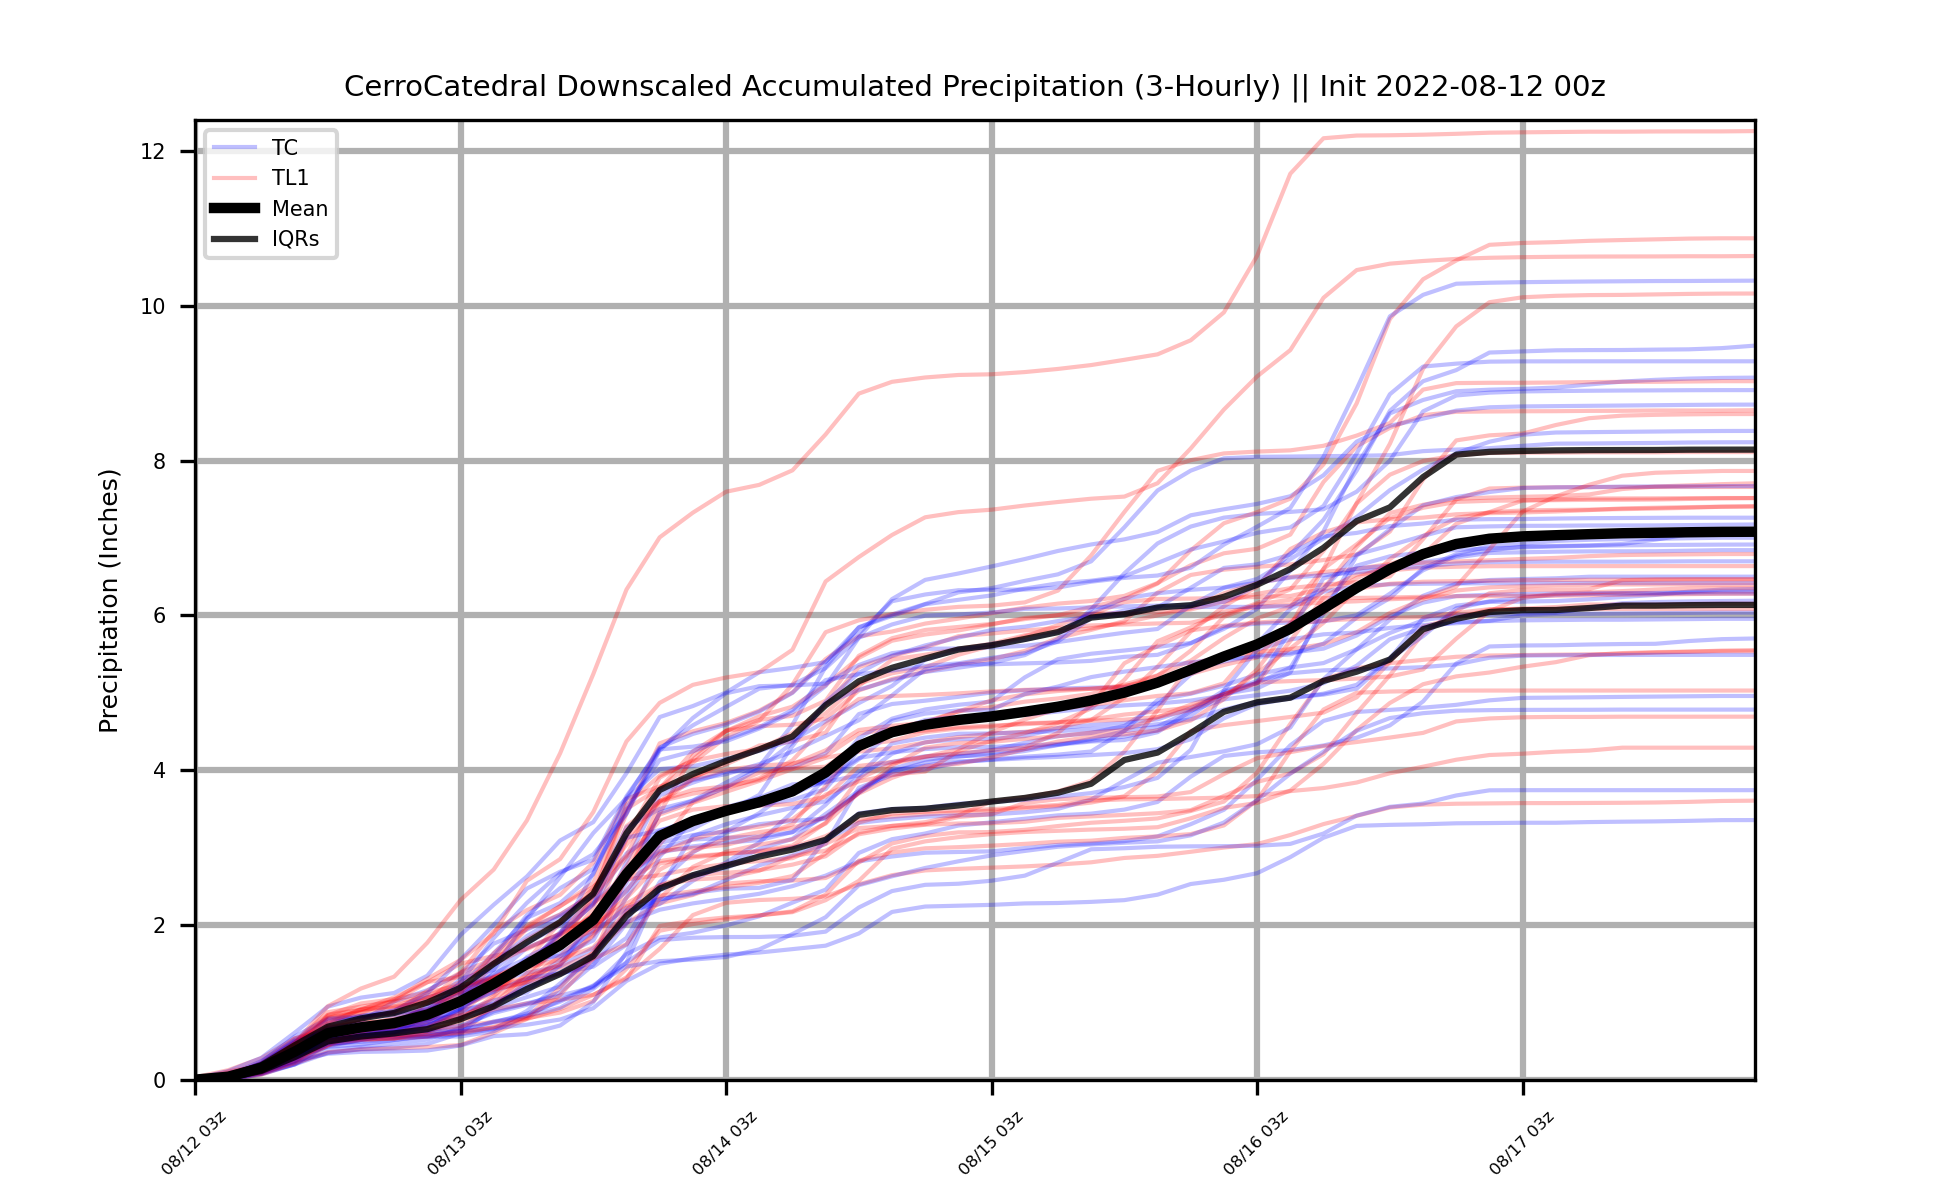 CerroCatedral Downscaled Accumulated Precipitation (3-Hourly) || Init 2022-08-12 00z
TC
TL1
Mean
IQRs
Precipitation (Inches)
12
10
8
6
4
2
0
08/12 03z
08/13 03z
08/14 03z
08/15 03z
08/16 03z
08/17 03z